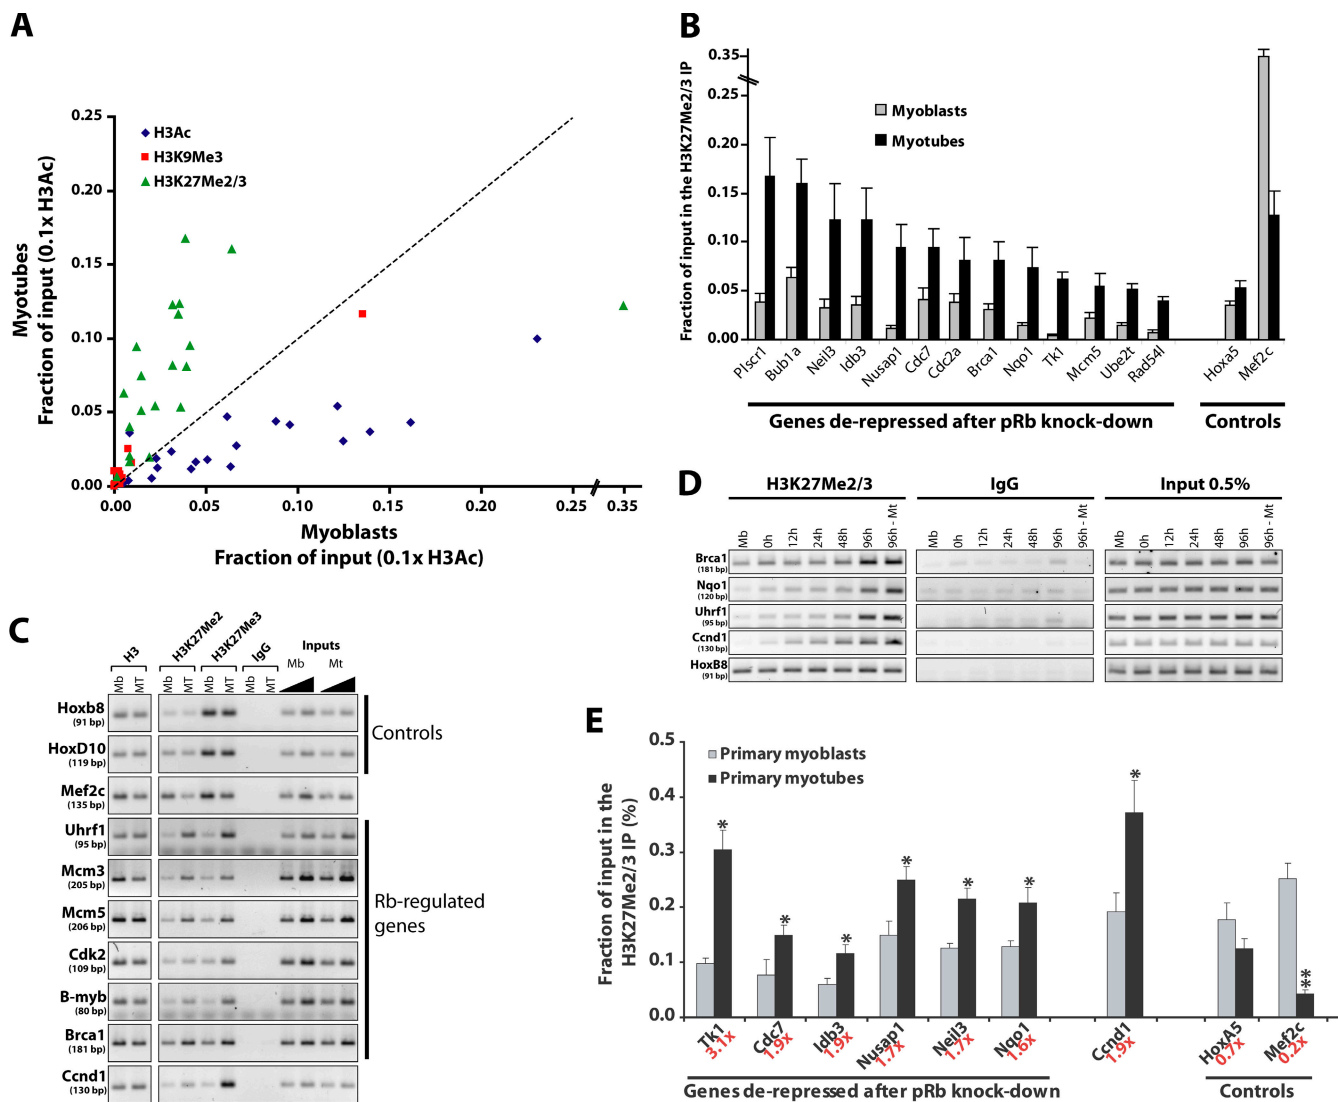 A
Myotubes
Fraction of input (0.1x H3Ac)
0.25
0.20
0.15
0.10
0.05
0.00
H3Ac
H3K9Me3
H3K27Me2/3
0.00 0.05 0.10 0.15 0.20 0.25 0.35
Myoblasts
Fraction of input (0.1x H3Ac)
B
Fraction of input in the H3K27Me2/3 IP
0.35
0.25
0.20
0.15
0.10
0.05
0.00
Myoblasts
Myotubes
Plscr1 Bub1a Neil3 Idb3 Nusap1 Cdc7 Cdc2a Brca1 Nqo1 Tk1 Mcm5 Ube2t Rad54l Hoxa5 Mef2c
Genes de-repressed after pRb knock-down Controls
C
H3 H3K27Me2 H3K27Me3 IgG Inputs
Mb Mt
Mb MT Mb MT Mb MT Mb MT
Hoxb8
(91 bp)
HoxD10
(119 bp)
Mef2c
(135 bp)
Uhrf1
(95 bp)
Mcm3
(205 bp)
Mcm5
(206 bp)
Cdk2
(109 bp)
B-myb
(80 bp)
Brca1
(181 bp)
Ccnd1
(130 bp)
Controls
Rb-regulated
genes
D
H3K27Me2/3 IgG Input 0.5%
Mb 0h 12h 24h 48h 96h 96h - Mt Mb 0h 12h 24h 48h 96h 96h - Mt Mb 0h 12h 24h 48h 96h 96h - Mt
Brca1
(181 bp)
Nqo1
(120 bp)
Uhrf1
(95 bp)
Ccnd1
(130 bp)
HoxB8
(91 bp)
E
Fraction of input in the
H3K27Me2/3 IP (%)
0.5
0.4
0.3
0.2
0.1
0.0
Primary myoblasts
Primary myotubes
* * * * * * * **
Tk1 Cdc7 Idb3 Nusap1 Neil3 Nqo1 Ccnd1 HoxA5 Mef2c
3.1x 1.9x 1.9x 1.7x 1.7x 1.6x 1.9x 0.7x 0.2x
Genes de-repressed after pRb knock-down Controls